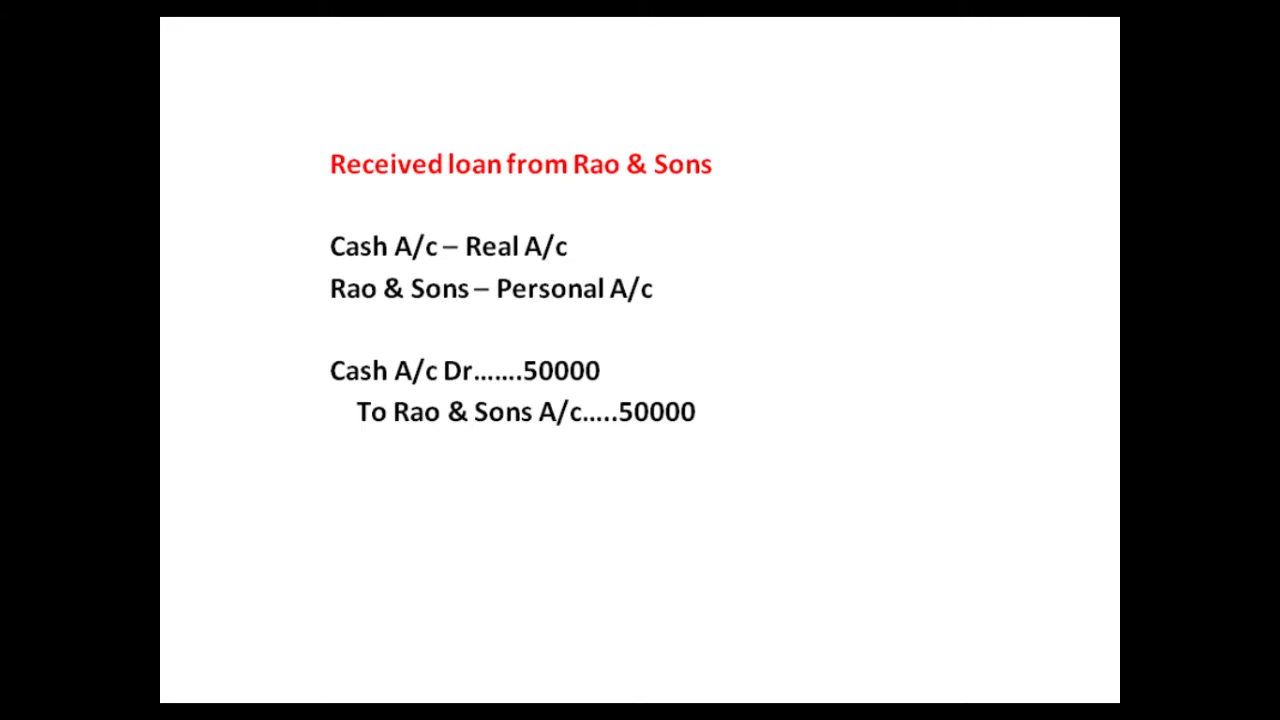 Received loan from Rao & Sons
Cash A/c – Real A/c
Rao & Sons – Personal A/c
Cash A/c Dr…….50000
To Rao & Sons A/c…..50000